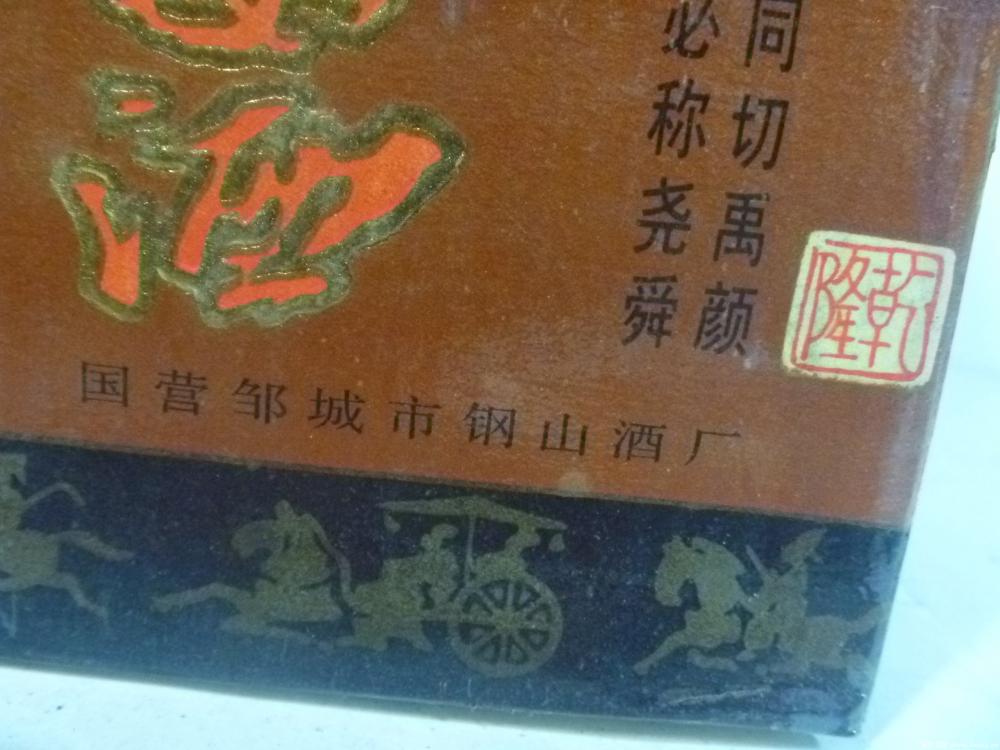 同切禹颜
必称尧舜
酒
乾隆
国营邹城市钢山酒厂